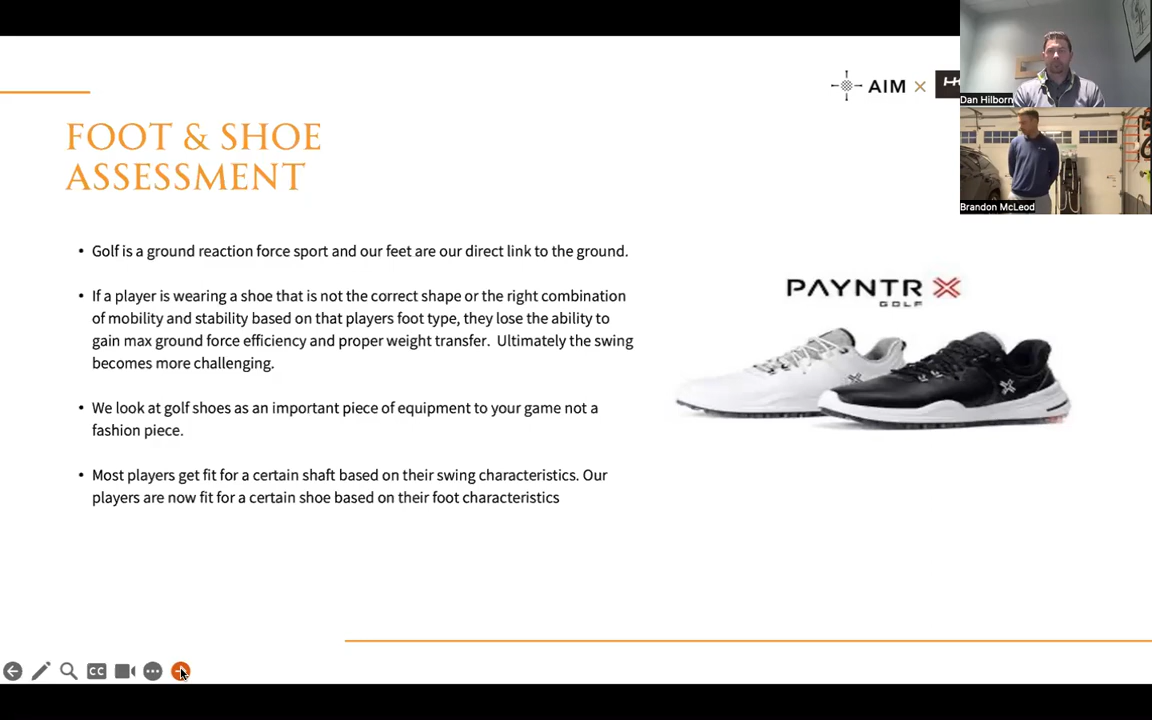 AIM ×
Dan Hilborn
Brandon McLeod
FOOT & SHOE
ASSESSMENT
• Golf is a ground reaction force sport and our feet are our direct link to the ground.
• If a player is wearing a shoe that is not the correct shape or the right combination
of mobility and stability based on that players foot type, they lose the ability to
gain max ground force efficiency and proper weight transfer. Ultimately the swing
becomes more challenging.
• We look at golf shoes as an important piece of equipment to your game not a
fashion piece.
• Most players get fit for a certain shaft based on their swing characteristics. Our
players are now fit for a certain shoe based on their foot characteristics
PAYNTR X
GOLF
CC